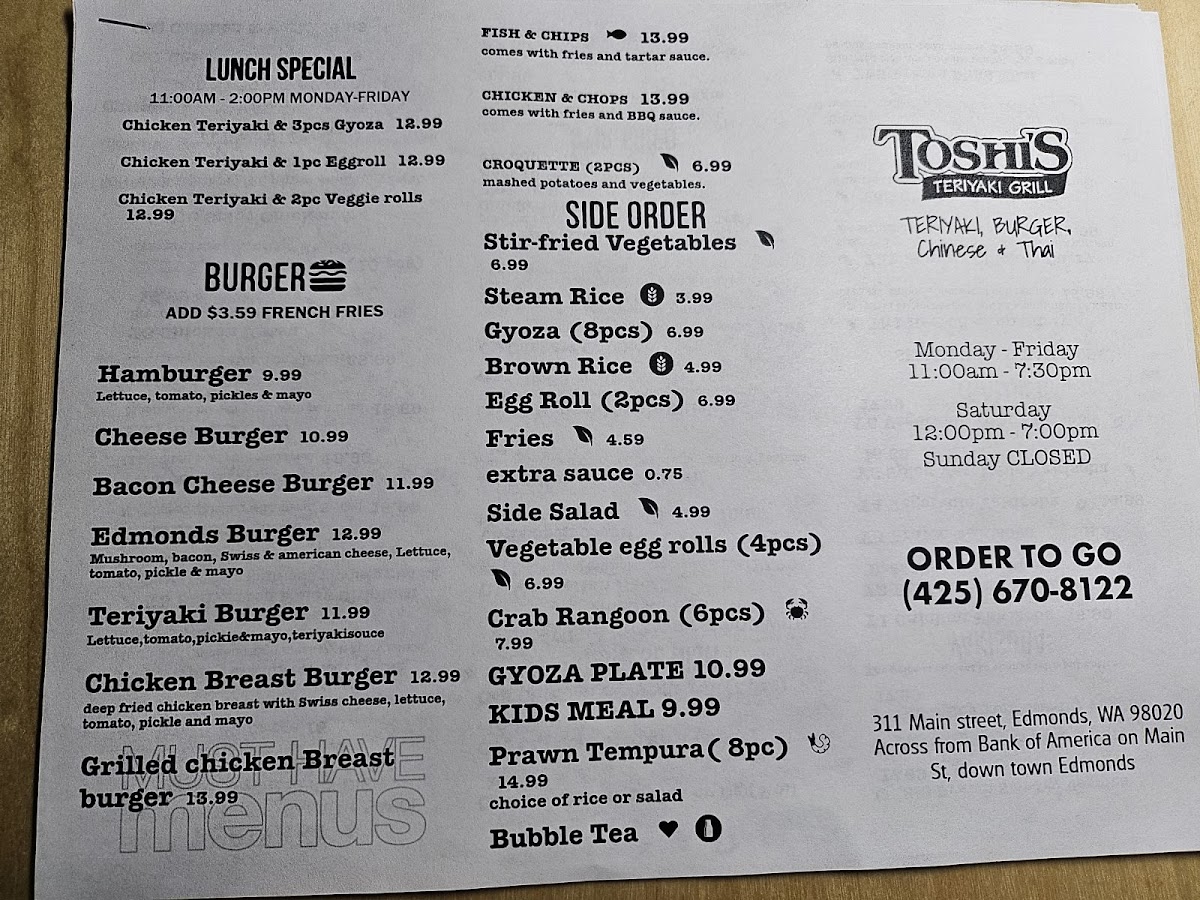 LUNCH SPECIAL
11:00AM - 2:00PM MONDAY-FRIDAY
Chicken Teriyaki & 3pcs Gyoza 12.99
Chicken Teriyaki & 1pc Eggroll 12.99
Chicken Teriyaki & 2pc Veggie rolls
12.99
BURGER
ADD $3.59 FRENCH FRIES
Hamburger 9.99
Lettuce, tomato, pickles & mayo
Cheese Burger 10.99
Bacon Cheese Burger 11.99
Edmonds Burger 12.99
Mushroom, bacon, Swiss & american cheese, Lettuce,
tomato, pickle & mayo
Teriyaki Burger 11.99
Lettuce,tomato,pickie&mayo,teriyakisouce
Chicken Breast Burger 12.99
deep fried chicken breast with Swiss cheese, lettuce,
tomato, pickle and mayo
Grilled chicken Breast
burger 13.99
MUST HAVE
menus
FISH & CHIPS 13.99
comes with fries and tartar sauce.
CHICKEN & CHOPS 13.99
comes with fries and BBQ sauce.
CROQUETTE (2PCS) 6.99
mashed potatoes and vegetables.
SIDE ORDER
Stir-fried Vegetables
6.99
Steam Rice 3.99
Gyoza (8pcs) 6.99
Brown Rice 4.99
Egg Roll (2pcs) 6.99
Fries 4.59
extra sauce 0.75
Side Salad 4.99
Vegetable egg rolls (4pcs)
6.99
Crab Rangoon (6pcs)
7.99
GYOZA PLATE 10.99
KIDS MEAL 9.99
Prawn Tempura( 8pc)
14.99
choice of rice or salad
Bubble Tea
TOSHI'S
TERIYAKI GRILL
TERIYAKI, BURGER,
Chinese & Thai
Monday - Friday
11:00am - 7:30pm
Saturday
12:00pm - 7:00pm
Sunday CLOSED
ORDER TO GO
(425) 670-8122
311 Main street, Edmonds, WA 98020
Across from Bank of America on Main
St, down town Edmonds